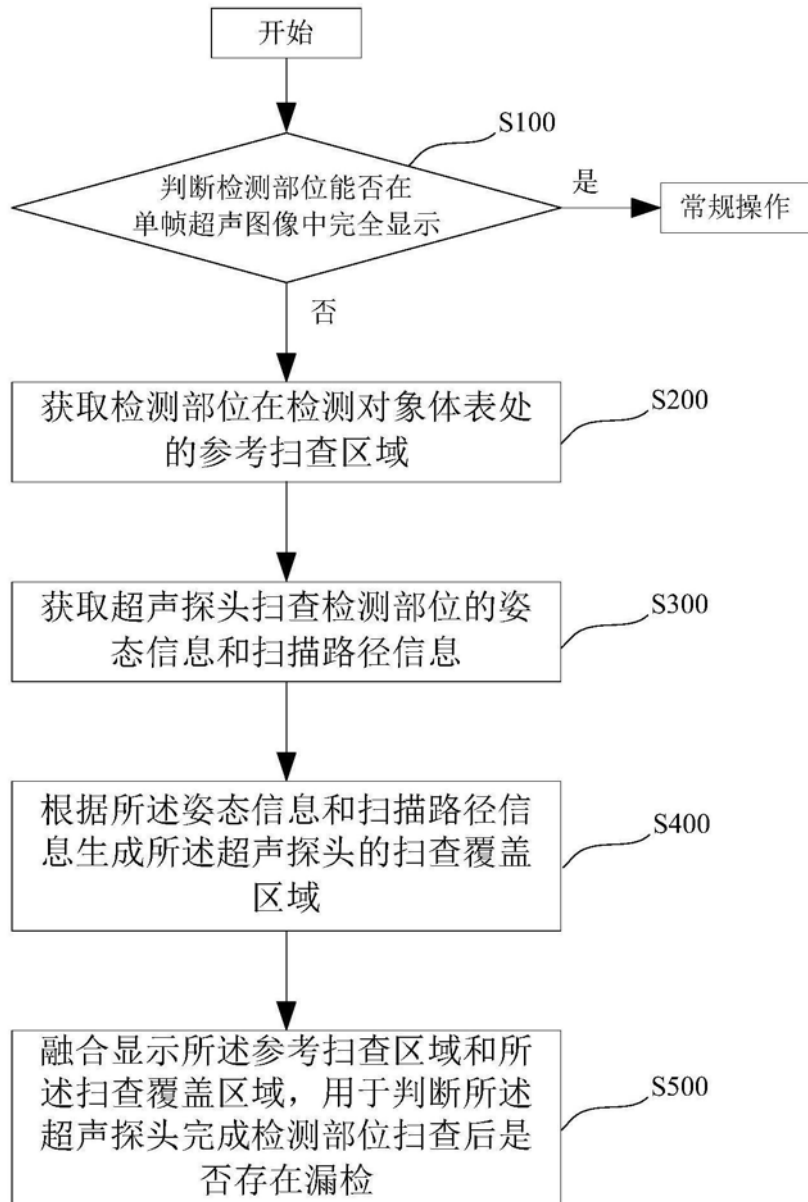 开始
S100
判断检测部位能否在
单帧超声图像中完全显示
是
常规操作
否
获取检测部位在检测对象体表处
的参考扫查区域
S200
获取超声探头扫查检测部位的姿
态信息和扫描路径信息
S300
根据所述姿态信息和扫描路径信
息生成所述超声探头的扫查覆盖
区域
S400
融合显示所述参考扫查区域和所
述扫查覆盖区域，用于判断所述
超声探头完成检测部位扫查后是
否存在漏检
S500